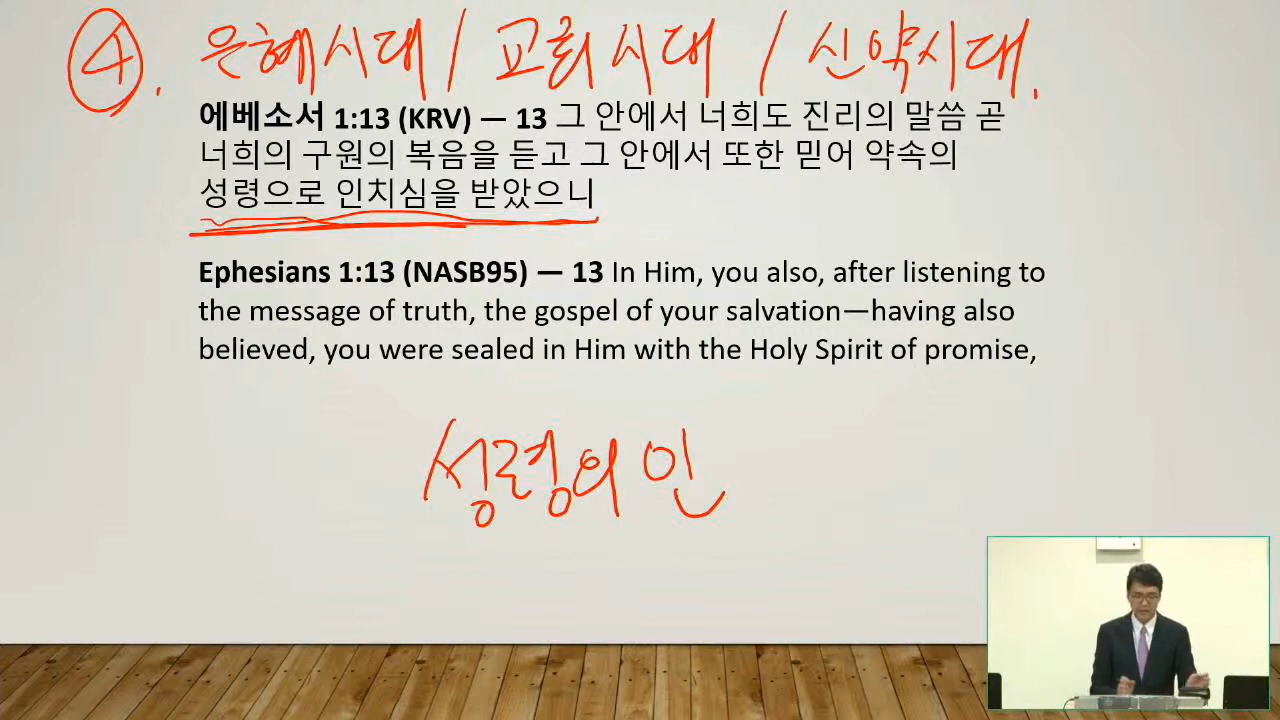 ④. 은혜시대 / 교회시대 / 신약시대.
에베소서 1:13 (KRV) — 13 그 안에서 너희도 진리의 말씀 곧
너희의 구원의 복음을 듣고 그 안에서 또한 믿어 약속의
성령으로 인치심을 받았으니
Ephesians 1:13 (NASB95) — 13 In Him, you also, after listening to
the message of truth, the gospel of your salvation—having also
believed, you were sealed in Him with the Holy Spirit of promise,
성령의 인